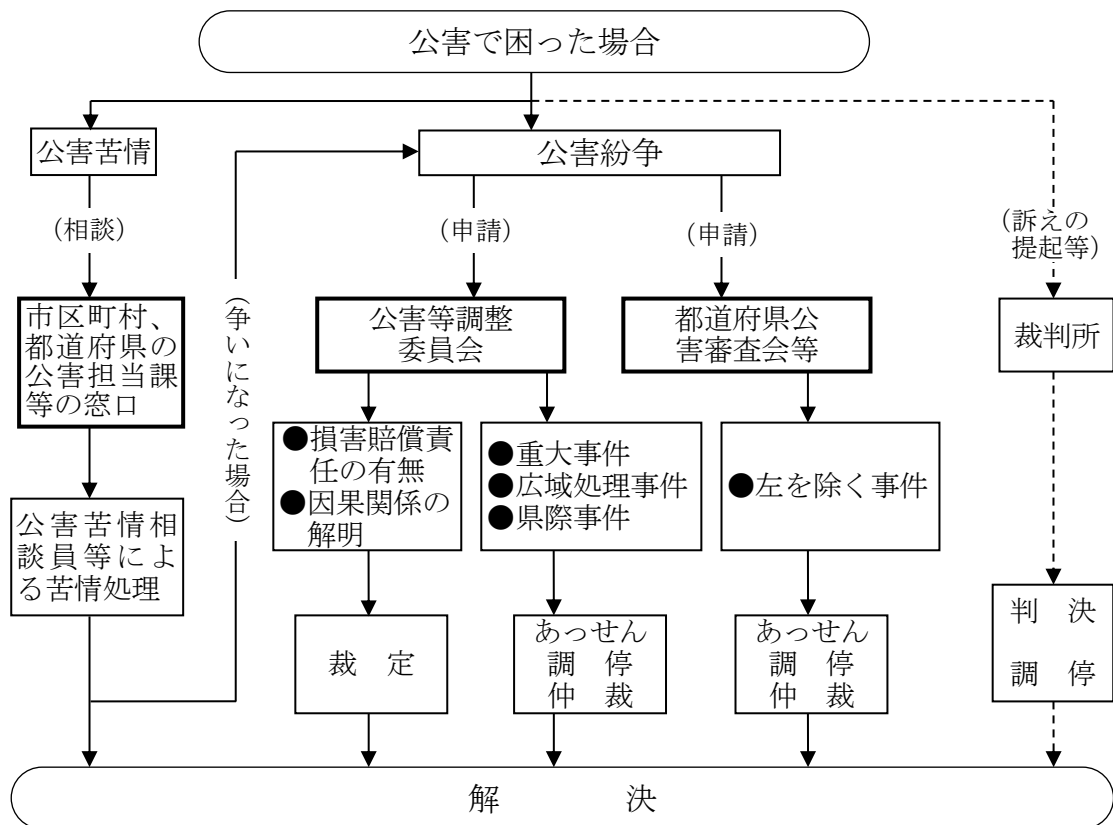 公害で困った場合
公害苦情
公害紛争
（相談）
（申請）
（申請）
（訴えの
提起等）
市区町村、
都道府県の
公害担当課
等の窓口
（争いになった場合）
公害等調整
委員会
都道府県公
害審査会等
裁判所
●損害賠償責
任の有無
●因果関係の
解明
●重大事件
●広域処理事件
●県際事件
●左を除く事件
公害苦情相
談員等によ
る苦情処理
裁　定
あっせん
調　停
仲　裁
あっせん
調　停
仲　裁
判　決
調　停
解　　　決